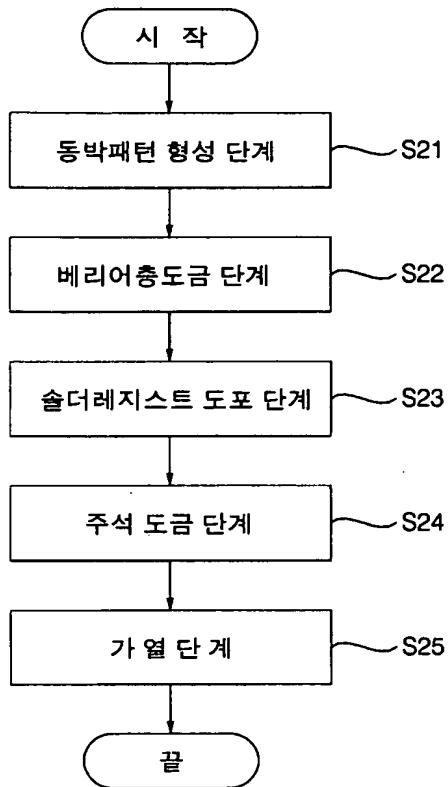 시 작
동박패턴 형성 단계
S21
베리어층도금 단계
S22
솔더레지스트 도포 단계
S23
주석 도금 단계
S24
가 열 단 계
S25
끝